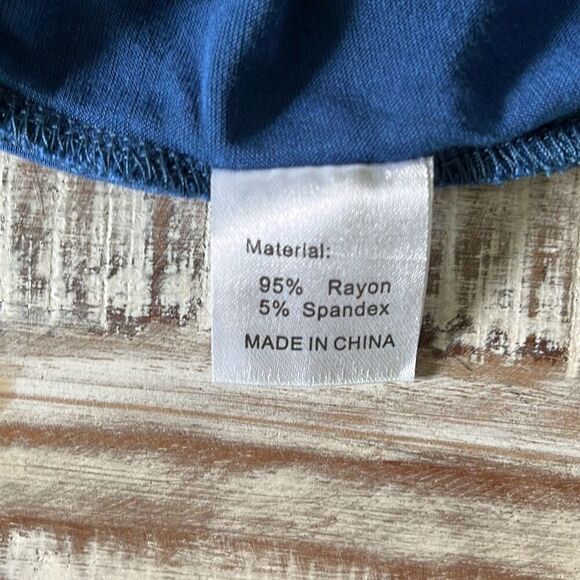 Material:
95% Rayon
5% Spandex
MADE IN CHINA